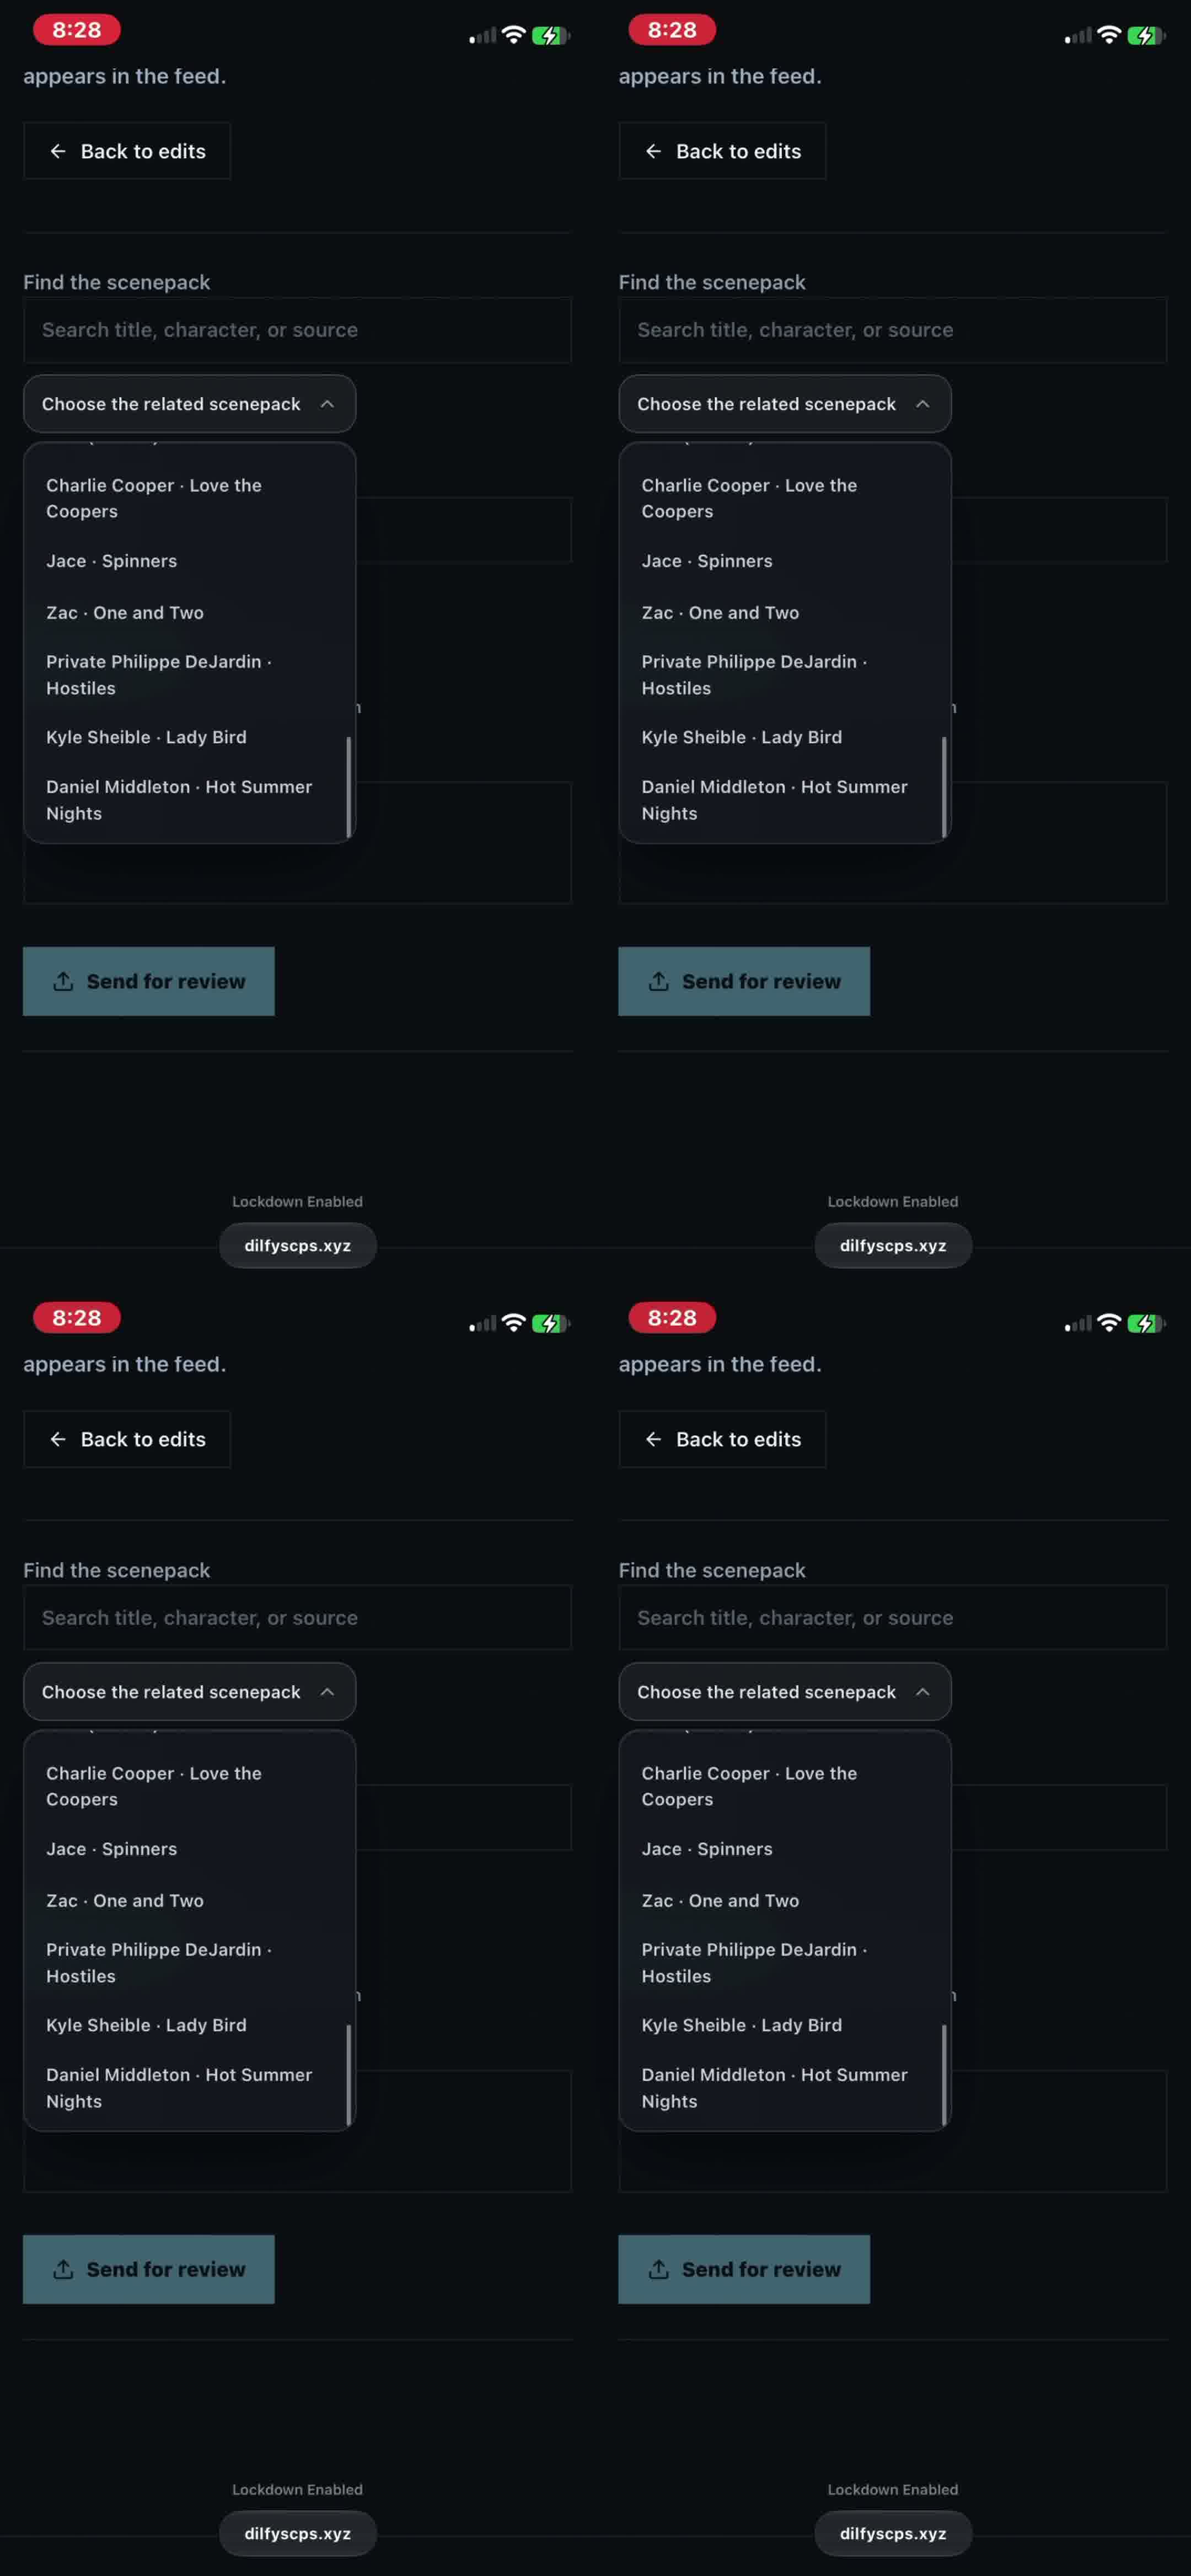 8:28
appears in the feed.
Back to edits
Find the scenepack
Search title, character, or source
Choose the related scenepack
Charlie Cooper · Love the
Coopers
Jace · Spinners
Zac · One and Two
Private Philippe DeJardin ·
Hostiles
Kyle Sheible · Lady Bird
Daniel Middleton · Hot Summer
Nights
Send for review
Lockdown Enabled
dilfyscps.xyz
8:28
appears in the feed.
Back to edits
Find the scenepack
Search title, character, or source
Choose the related scenepack
Charlie Cooper · Love the
Coopers
Jace · Spinners
Zac · One and Two
Private Philippe DeJardin ·
Hostiles
Kyle Sheible · Lady Bird
Daniel Middleton · Hot Summer
Nights
Send for review
Lockdown Enabled
dilfyscps.xyz
8:28
appears in the feed.
Back to edits
Find the scenepack
Search title, character, or source
Choose the related scenepack
Charlie Cooper · Love the
Coopers
Jace · Spinners
Zac · One and Two
Private Philippe DeJardin ·
Hostiles
Kyle Sheible · Lady Bird
Daniel Middleton · Hot Summer
Nights
Send for review
Lockdown Enabled
dilfyscps.xyz
8:28
appears in the feed.
Back to edits
Find the scenepack
Search title, character, or source
Choose the related scenepack
Charlie Cooper · Love the
Coopers
Jace · Spinners
Zac · One and Two
Private Philippe DeJardin ·
Hostiles
Kyle Sheible · Lady Bird
Daniel Middleton · Hot Summer
Nights
Send for review
Lockdown Enabled
dilfyscps.xyz